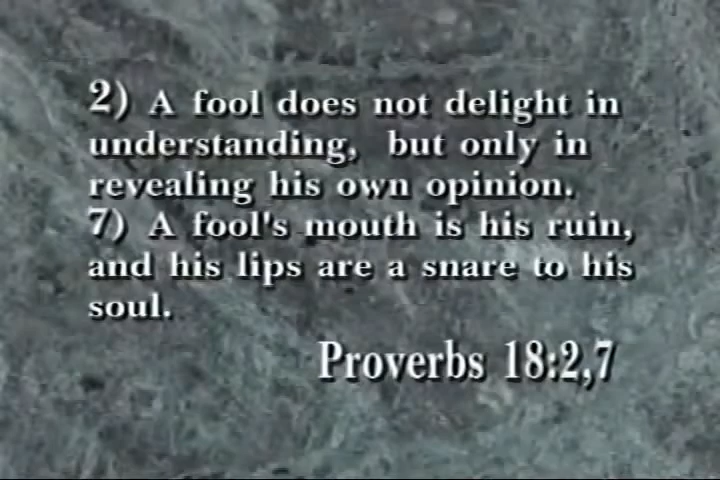 2) A fool does not delight in
understanding, but only in
revealing his own opinion.
7) A fool's mouth is his ruin,
and his lips are a snare to his
soul.
Proverbs 18:2,7